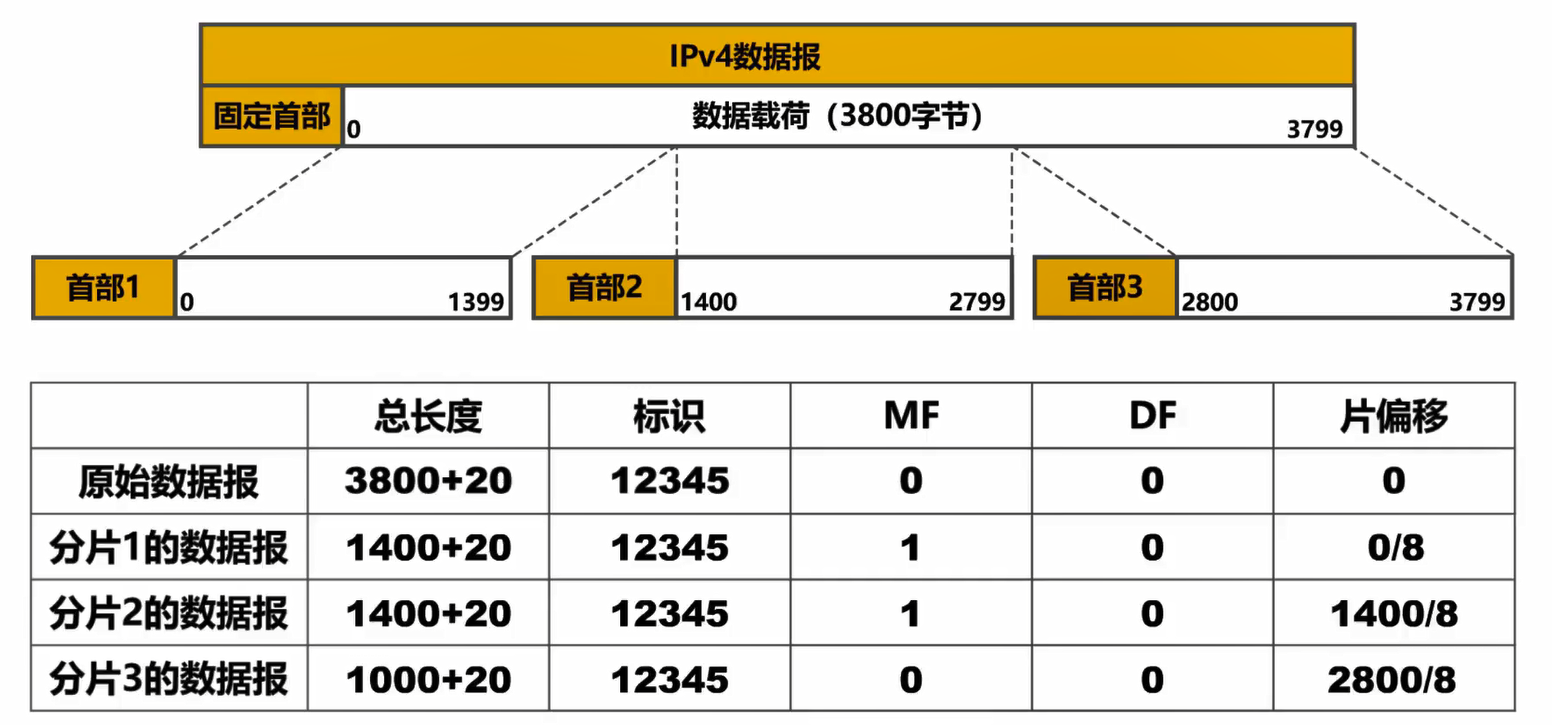 IPv4数据报
固定首部 0 数据载荷（3800字节） 3799
首部1 0 1399 首部2 1400 2799 首部3 2800 3799
总长度 标识 MF DF 片偏移
原始数据报 3800+20 12345 0 0 0
分片1的数据报 1400+20 12345 1 0 0/8
分片2的数据报 1400+20 12345 1 0 1400/8
分片3的数据报 1000+20 12345 0 0 2800/8